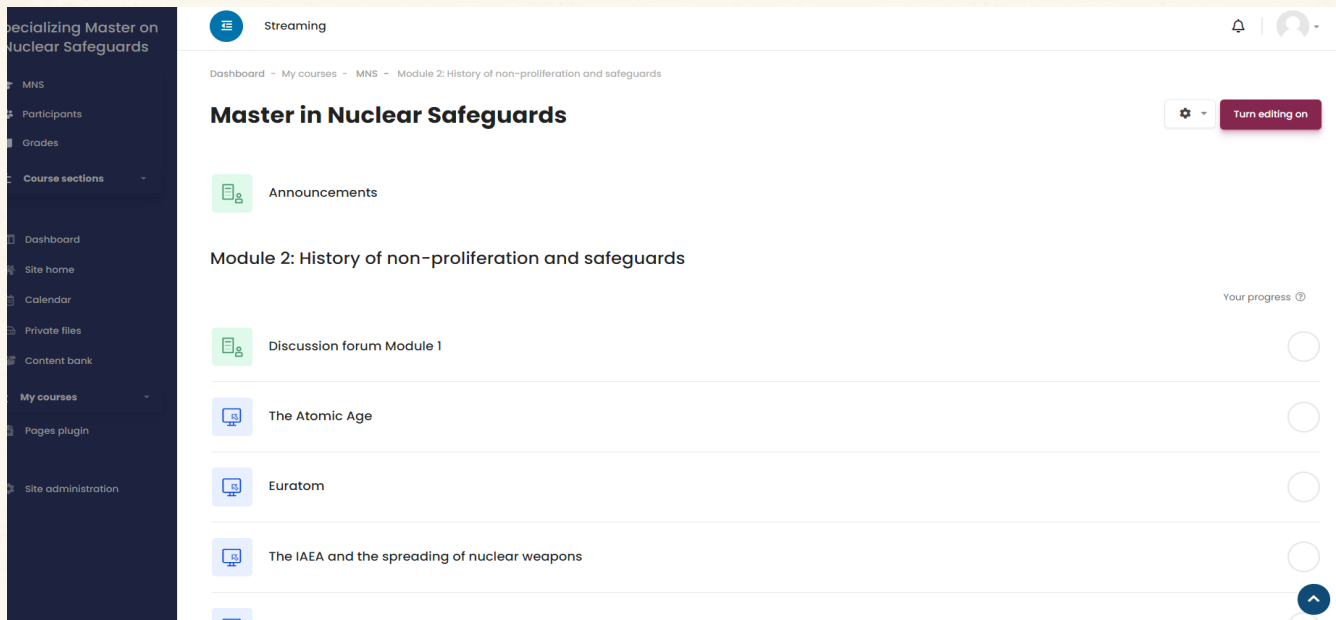 Specializing Master on
Nuclear Safeguards
MNS
Participants
Grades
Course sections
Dashboard
Site home
Calendar
Private files
Content bank
My courses
Pages plugin
Site administration
Streaming
Dashboard - My courses - MNS - Module 2: History of non-proliferation and safeguards
Master in Nuclear Safeguards
Turn editing on
Announcements
Module 2: History of non-proliferation and safeguards
Your progress
Discussion forum Module 1
The Atomic Age
Euratom
The IAEA and the spreading of nuclear weapons